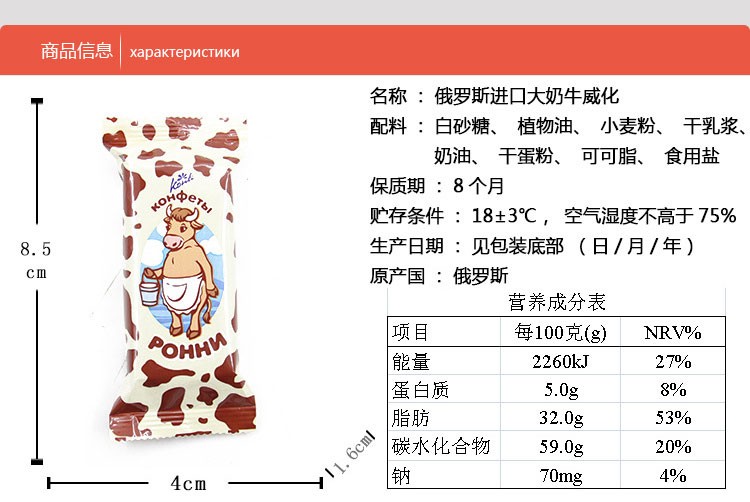 商品信息 характеристики
名称 ： 俄罗斯进口大奶牛威化
配料 ： 白砂糖、 植物油、 小麦粉、 干乳浆、
奶油、 干蛋粉、 可可脂、 食用盐
保质期 ： 8 个月
贮存条件 ： 18±3℃ ， 空气湿度不高于 75%
生产日期 ： 见包装底部 （ 日 / 月 / 年 ）
原产国 ： 俄罗斯
营养成分表
项目 每100克(g) NRV%
能量 2260kJ 27%
蛋白质 5.0g 8%
脂肪 32.0g 53%
碳水化合物 59.0g 20%
钠 70mg 4%
КОНФЕТЫ
РОННИ
8.5
cm
4cm
1.6cm